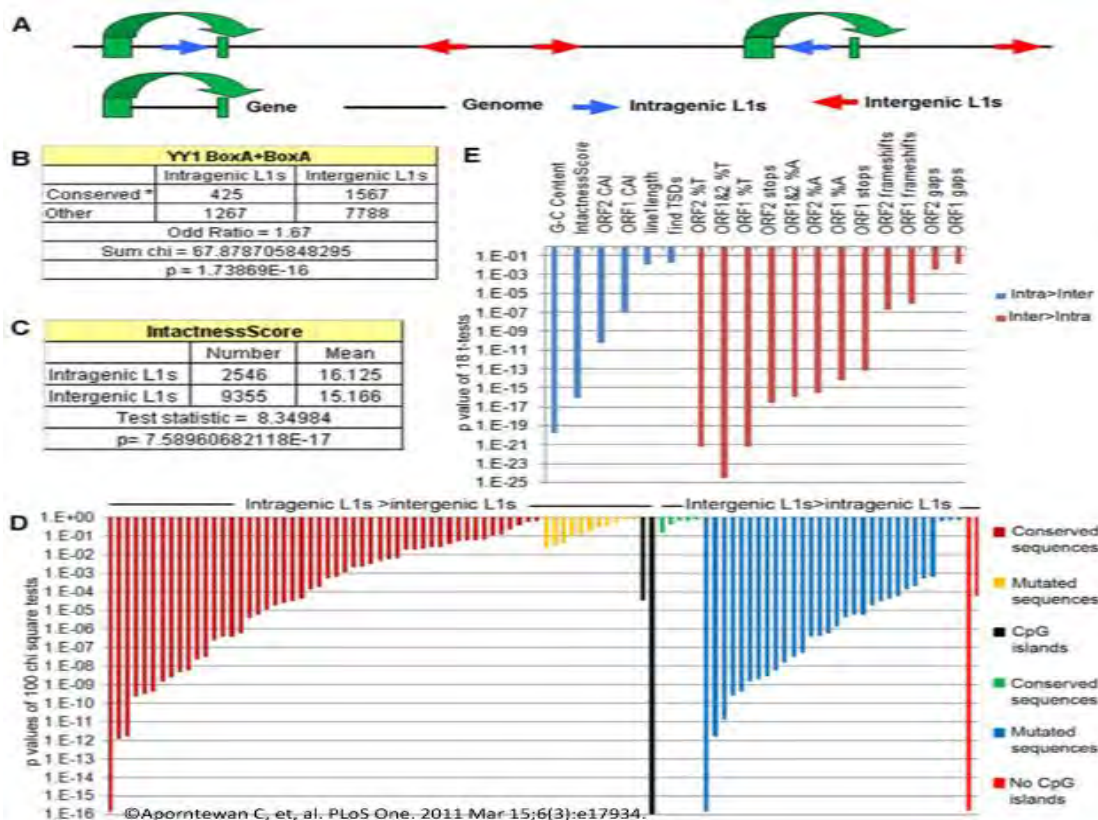 A
Gene
Genome
Intragenic L1s
Intergenic L1s
B
YY1 BoxA+BoxA
Intragenic L1s Intergenic L1s
Conserved * 425 1567
Other 1267 7788
Odd Ratio = 1.67
Sum chi = 67.878705848295
p = 1.73869E-16
C
IntactnessScore
Number Mean
Intragenic L1s 2546 16.125
Intergenic L1s 9355 15.166
Test statistic = 8.34984
p= 7.58960682118E-17
E
G-C Content
IntactnessScore
ORF2 CAI
ORF1 CAI
line1length
find TSDs
ORF2 %T
ORF1&2 %T
ORF1 %T
ORF2 stops
ORF1&2 %A
ORF2 %A
ORF1 %A
ORF1 stops
ORF2 frameshifts
ORF1 frameshifts
ORF2 gaps
ORF1 gaps
p value of 18 t-tests
1.E-01
1.E-03
1.E-05
1.E-07
1.E-09
1.E-11
1.E-13
1.E-15
1.E-17
1.E-19
1.E-21
1.E-23
1.E-25
Intra>Inter
Inter>Intra
D
Intragenic L1s >intergenic L1s
Intergenic L1s>intragenic L1s
p values of 100 chi square tests
1.E+00
1.E-01
1.E-02
1.E-03
1.E-04
1.E-05
1.E-06
1.E-07
1.E-08
1.E-09
1.E-10
1.E-11
1.E-12
1.E-13
1.E-14
1.E-15
1.E-16
Conserved
sequences
Mutated
sequences
CpG
islands
Conserved
sequences
Mutated
sequences
No CpG
islands
©Aporntewan C, et, al. PLoS One. 2011 Mar 15;6(3):e17934.